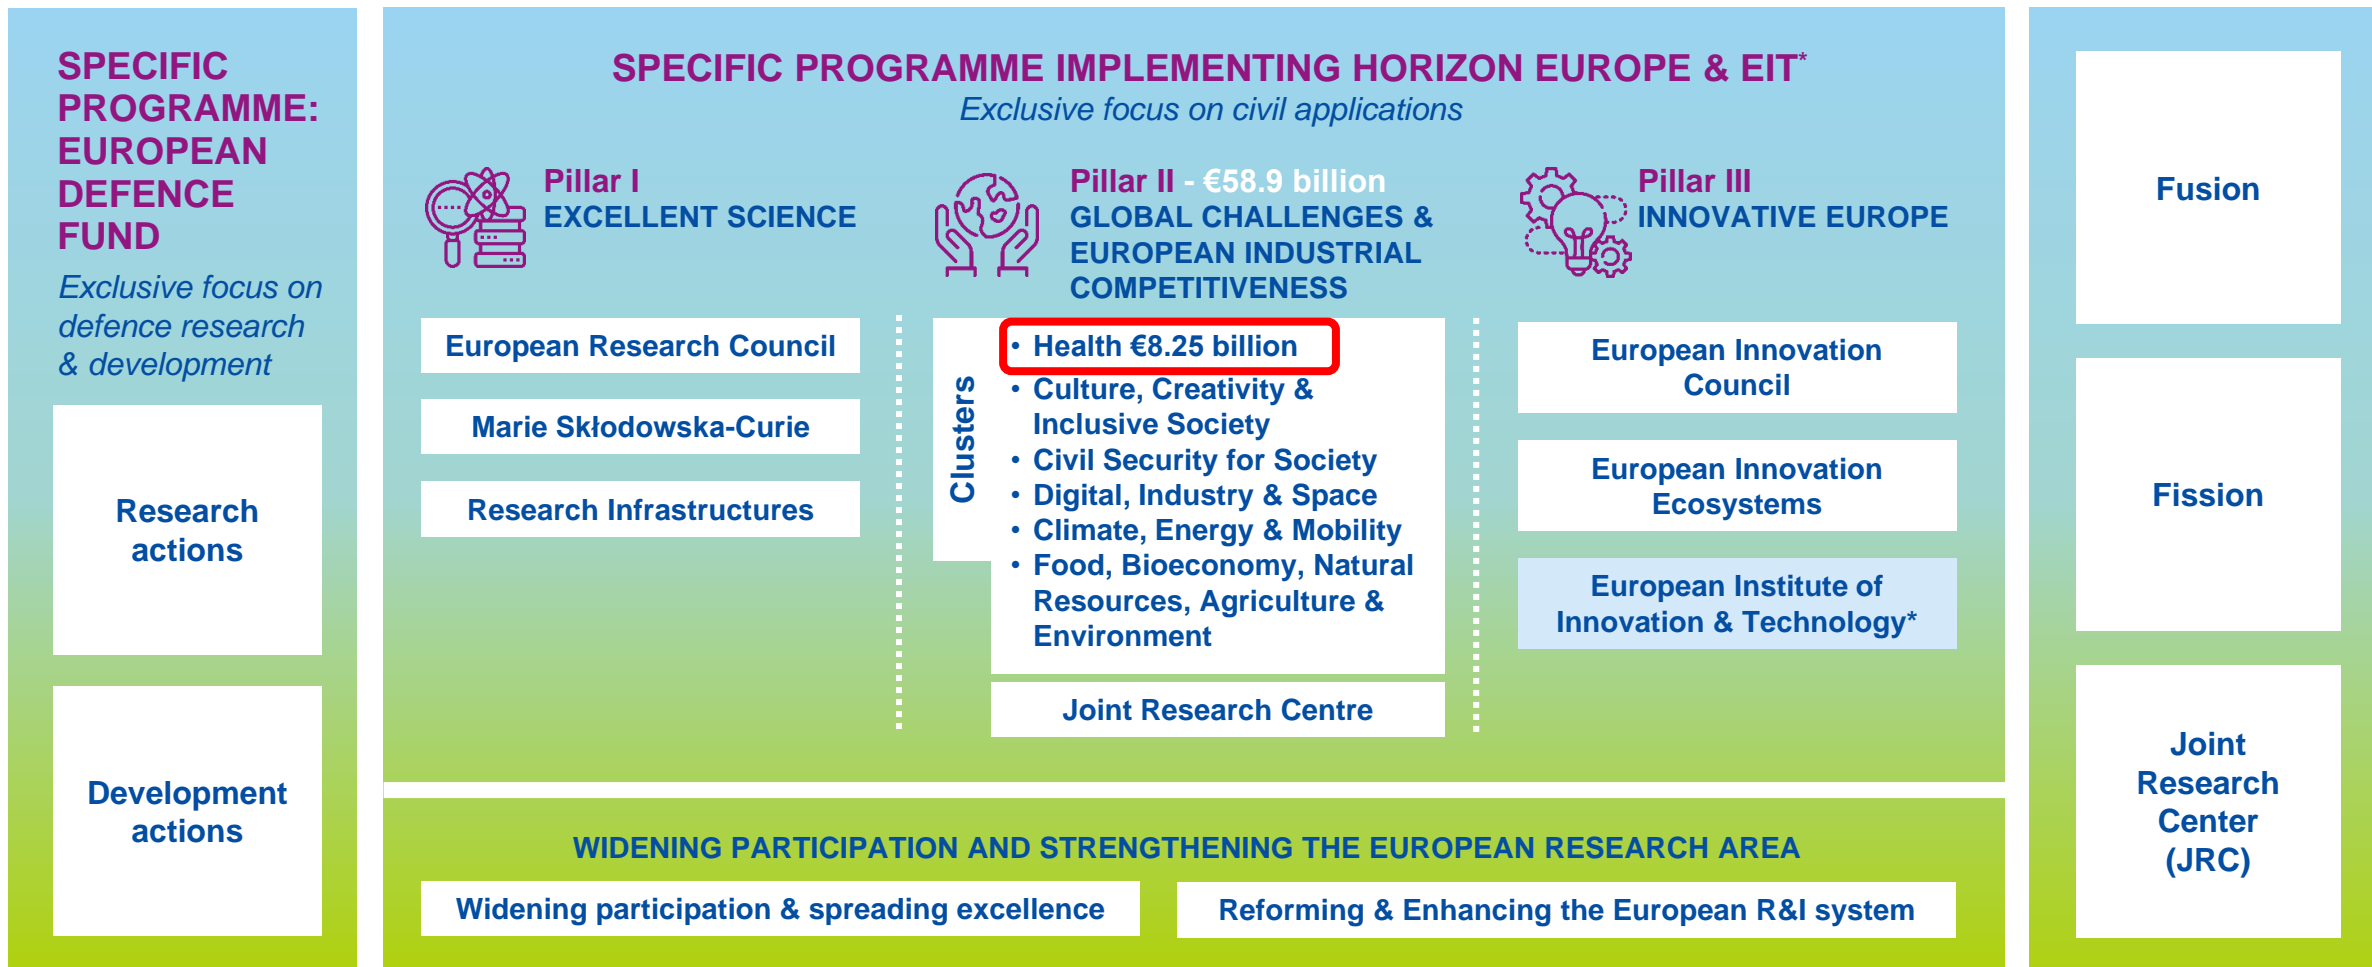 SPECIFIC
PROGRAMME:
EUROPEAN
DEFENCE
FUND
Exclusive focus on
defence research
& development
Research
actions
Development
actions
SPECIFIC PROGRAMME IMPLEMENTING HORIZON EUROPE & EIT*
Exclusive focus on civil applications
Pillar I
EXCELLENT SCIENCE
European Research Council
Marie Skłodowska-Curie
Research Infrastructures
Pillar II - €58.9 billion
GLOBAL CHALLENGES &
EUROPEAN INDUSTRIAL
COMPETITIVENESS
Clusters
• Health €8.25 billion
• Culture, Creativity &
Inclusive Society
• Civil Security for Society
• Digital, Industry & Space
• Climate, Energy & Mobility
• Food, Bioeconomy, Natural
Resources, Agriculture &
Environment
Joint Research Centre
Pillar III
INNOVATIVE EUROPE
European Innovation
Council
European Innovation
Ecosystems
European Institute of
Innovation & Technology*
WIDENING PARTICIPATION AND STRENGTHENING THE EUROPEAN RESEARCH AREA
Widening participation & spreading excellence
Reforming & Enhancing the European R&I system
Fusion
Fission
Joint
Research
Center
(JRC)